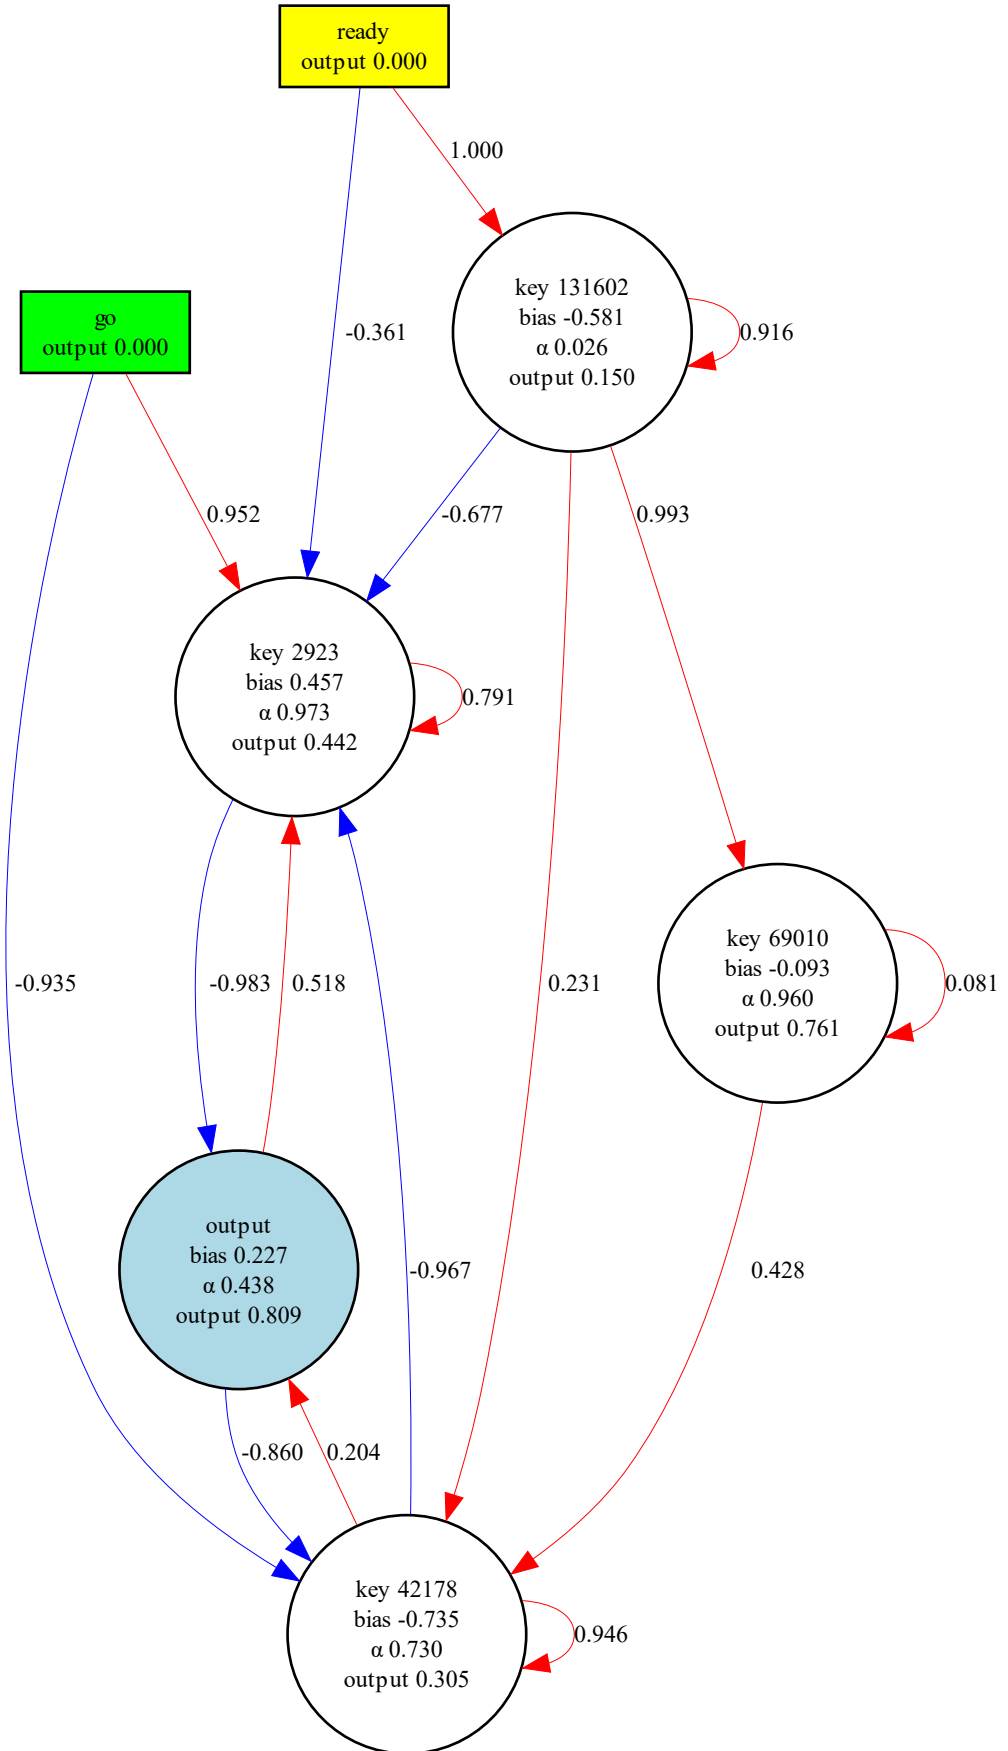 ready
output 0.000
1.000
go
output 0.000
-0.361
key 131602
bias -0.581
α 0.026
output 0.150
0.916
0.952
-0.677
0.993
key 2923
bias 0.457
α 0.973
output 0.442
0.791
-0.935
-0.983
0.518
0.231
key 69010
bias -0.093
α 0.960
output 0.761
0.081
output
bias 0.227
α 0.438
output 0.809
-0.967
0.428
-0.860
0.204
key 42178
bias -0.735
α 0.730
output 0.305
0.946